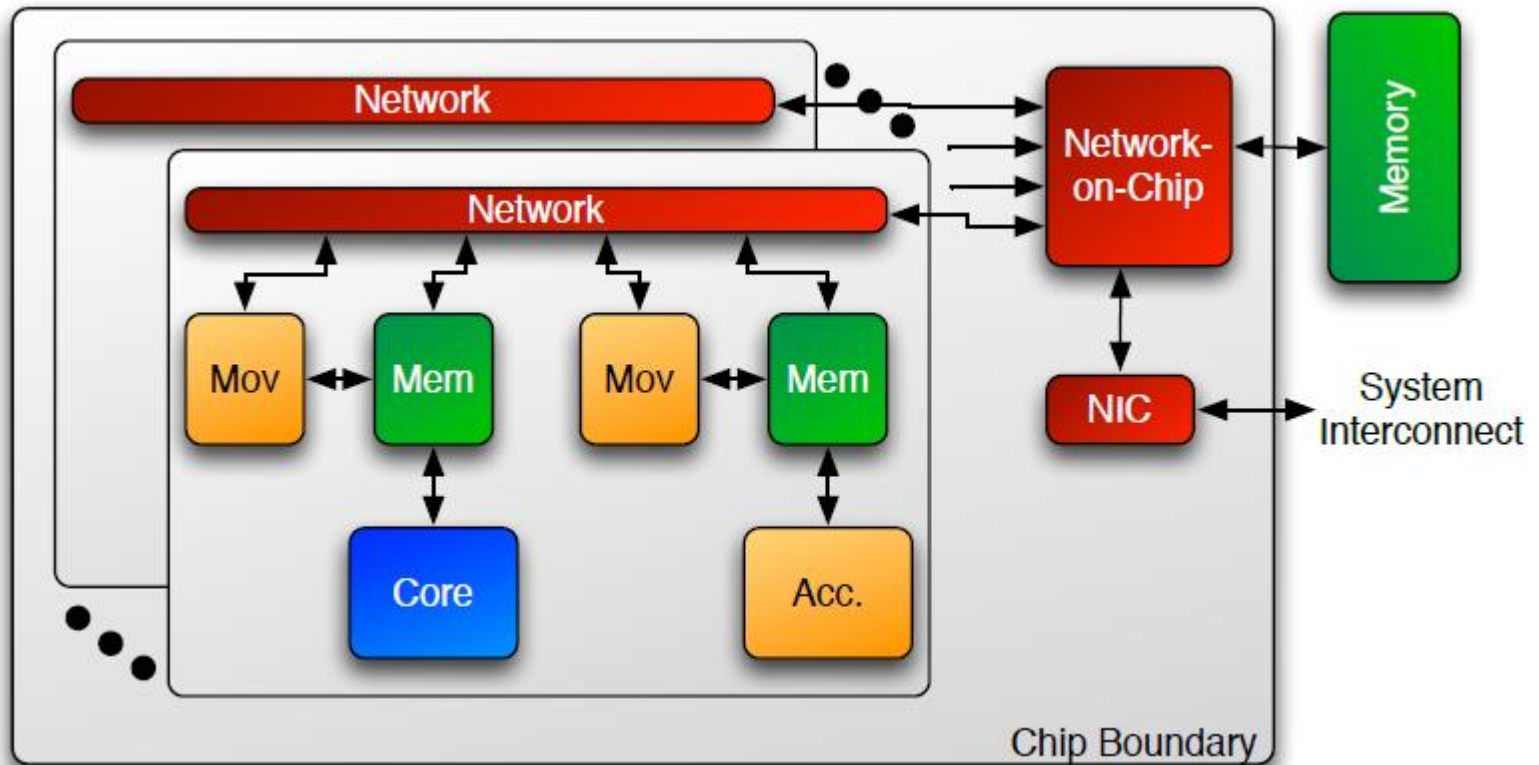 Network
Network
Mov
Mem
Mov
Mem
Core
Acc.
Network-
on-Chip
Memory
NIC
System
Interconnect
Chip Boundary